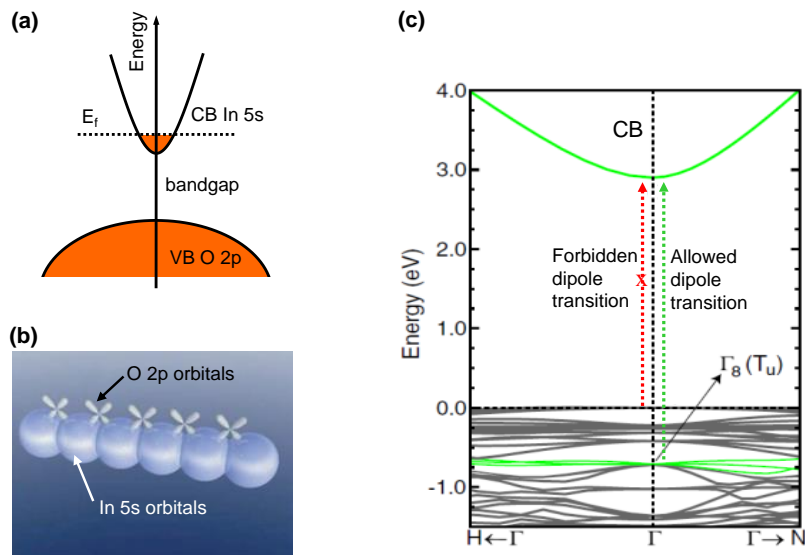 (a)
Energy
E_f
CB In 5s
bandgap
VB O 2p
(b)
O 2p orbitals
In 5s orbitals
(c)
Energy (eV)
4.0
3.0
2.0
1.0
0.0
-1.0
CB
Forbidden
dipole
transition
x
Allowed
dipole
transition
Γ₈ (Tᵤ)
H←Γ
Γ
Γ→N